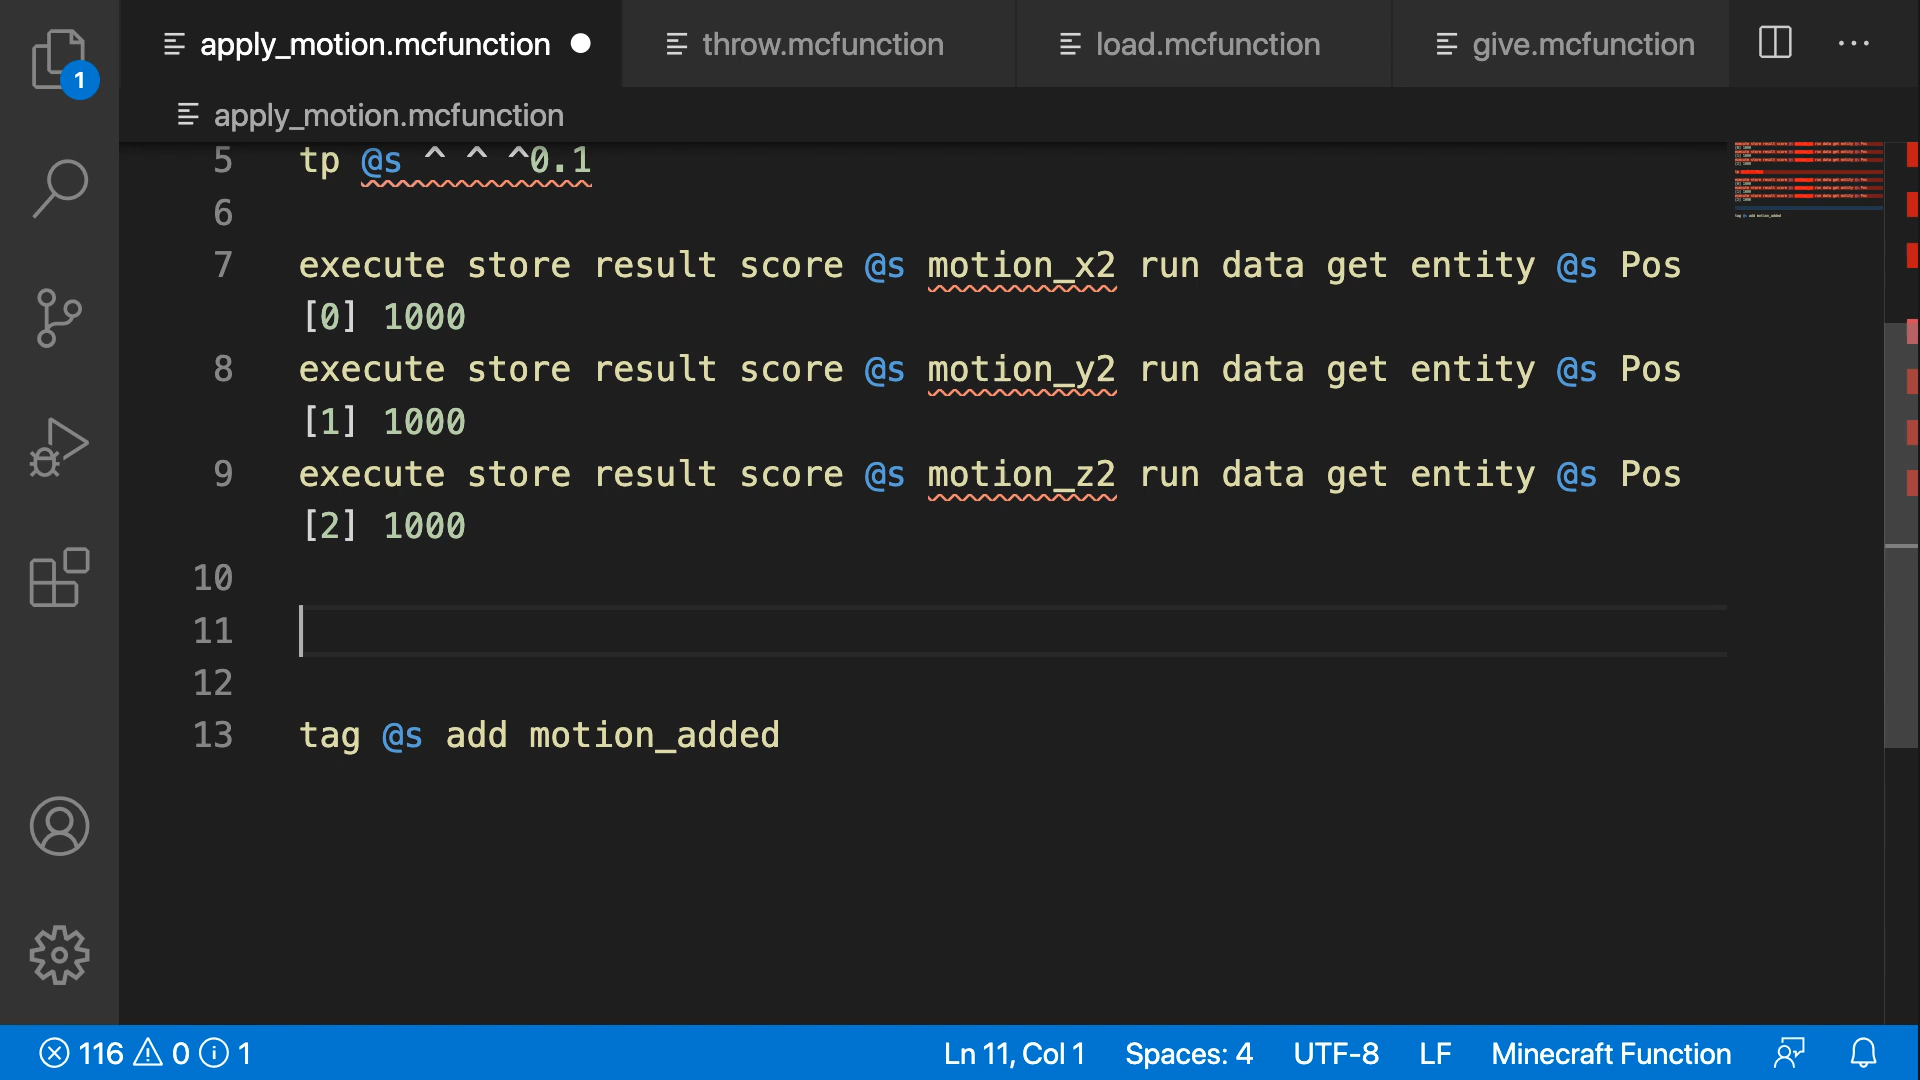 1
apply_motion.mcfunction
throw.mcfunction
load.mcfunction
give.mcfunction
apply_motion.mcfunction
5 tp @s ^ ^ ^0.1
6
7 execute store result score @s motion_x2 run data get entity @s Pos
[0] 1000
8 execute store result score @s motion_y2 run data get entity @s Pos
[1] 1000
9 execute store result score @s motion_z2 run data get entity @s Pos
[2] 1000
10
11
12
13 tag @s add motion_added
116 0 1 Ln 11, Col 1 Spaces: 4 UTF-8 LF Minecraft Function